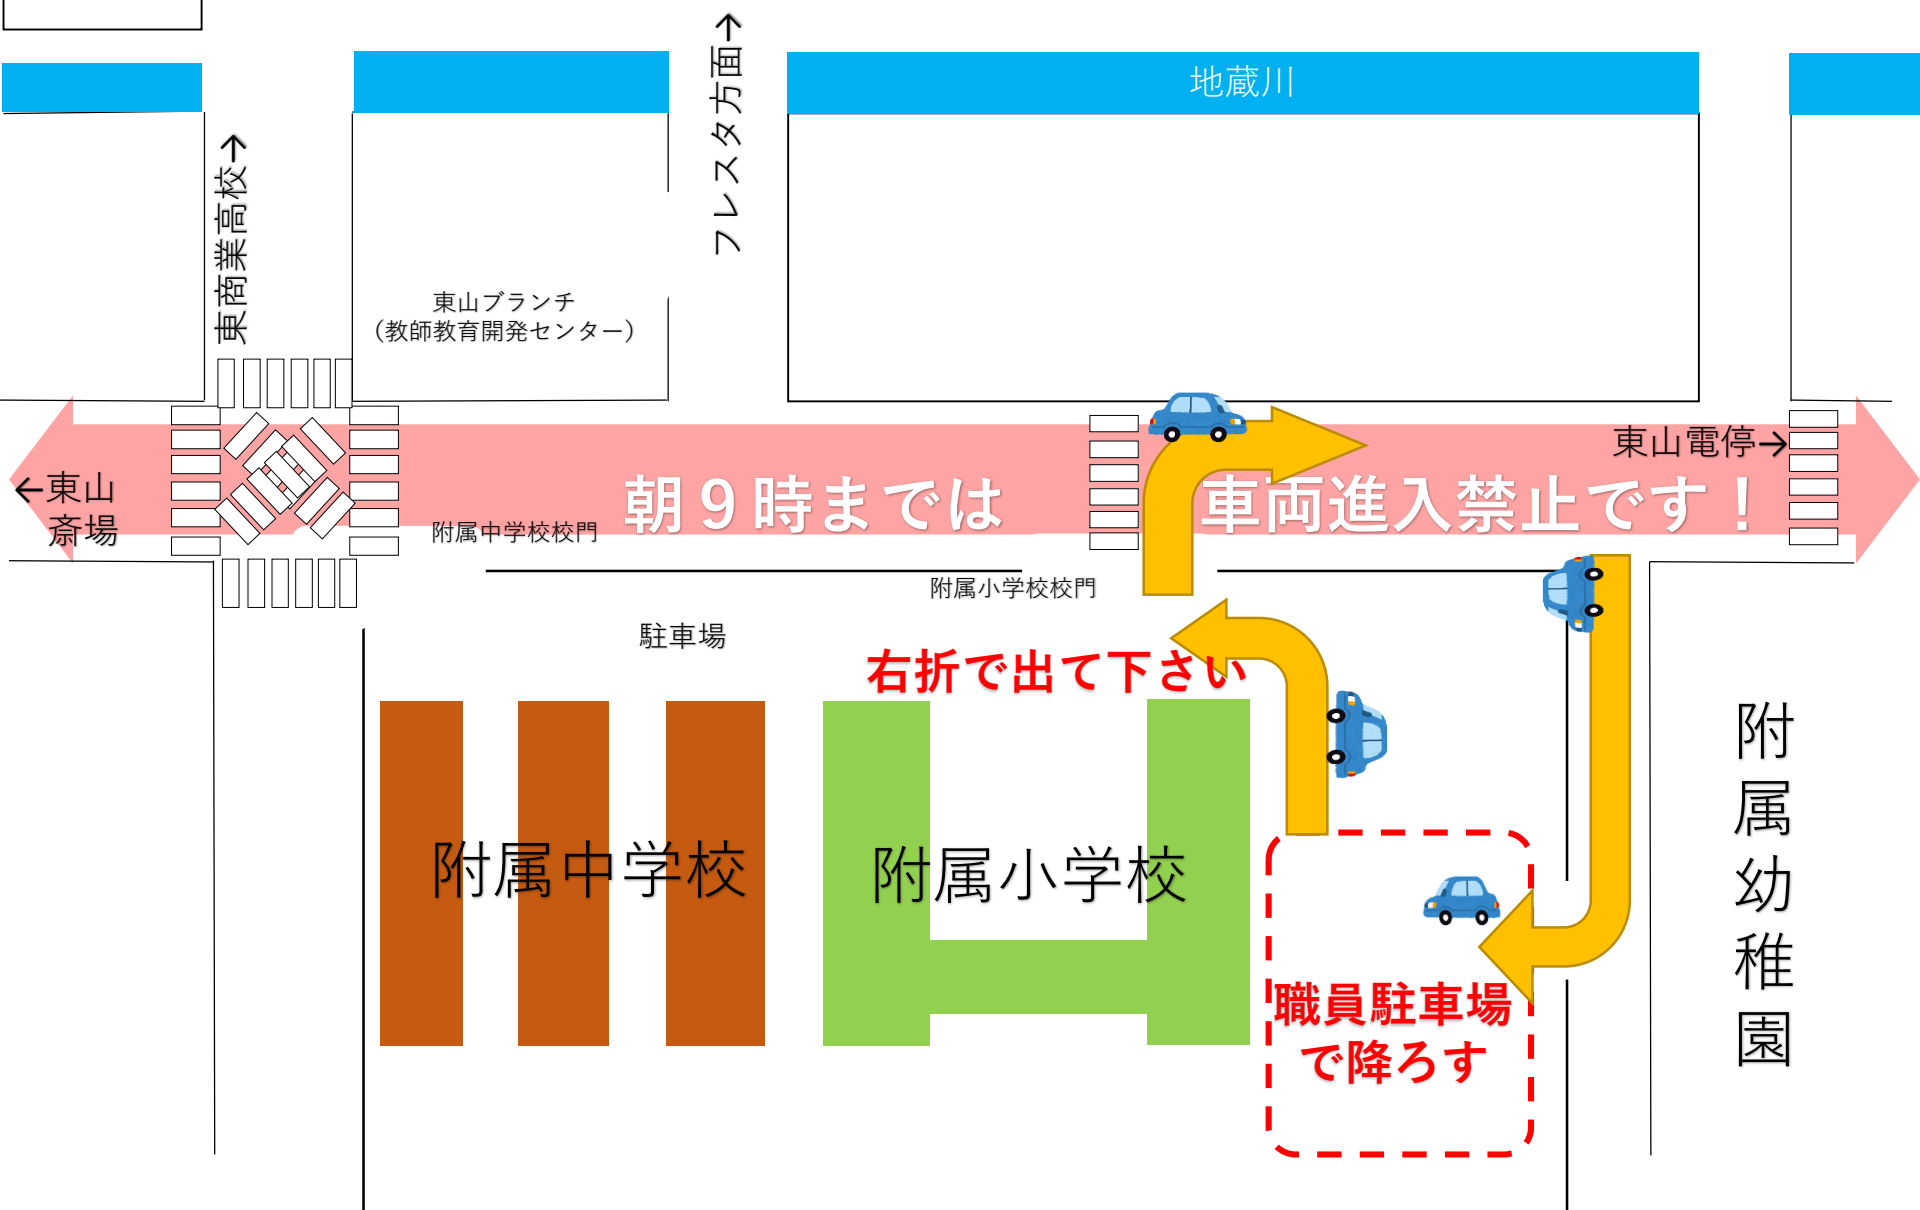 地蔵川
フレスタ方面→
東商業高校→
東山ブランチ
（教師教育開発センター）
東山電停→
←東山
斎場
朝９時までは　車両進入禁止です！
附属中学校校門
附属小学校校門
駐車場
右折で出て下さい
附属中学校
附属小学校
附属幼稚園
職員駐車場
で降ろす